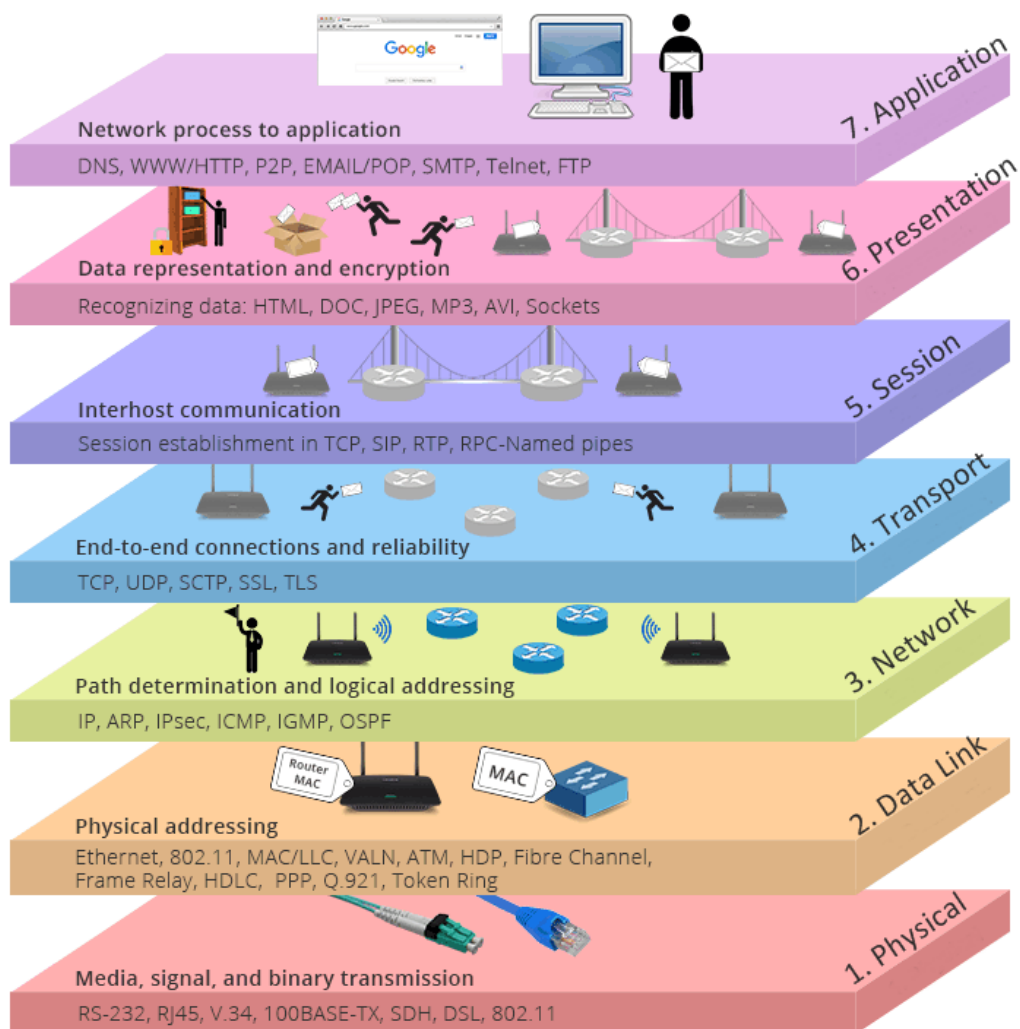 Google
7. Application
Network process to application
DNS, WWW/HTTP, P2P, EMAIL/POP, SMTP, Telnet, FTP
6. Presentation
Data representation and encryption
Recognizing data: HTML, DOC, JPEG, MP3, AVI, Sockets
5. Session
Interhost communication
Session establishment in TCP, SIP, RTP, RPC-Named pipes
4. Transport
End-to-end connections and reliability
TCP, UDP, SCTP, SSL, TLS
3. Network
Path determination and logical addressing
IP, ARP, IPsec, ICMP, IGMP, OSPF
Router
MAC
MAC
2. Data Link
Physical addressing
Ethernet, 802.11, MAC/LLC, VALN, ATM, HDP, Fibre Channel,
Frame Relay, HDLC, PPP, Q.921, Token Ring
1. Physical
Media, signal, and binary transmission
RS-232, RJ45, V.34, 100BASE-TX, SDH, DSL, 802.11